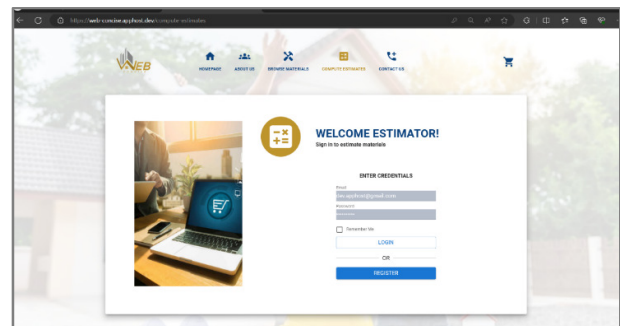 WEB
HOMEPAGE ABOUT US BROWSE MATERIALS COMPUTE ESTIMATES CONTACT US
WELCOME ESTIMATOR!
Sign in to estimate materials
ENTER CREDENTIALS
Email
Password
Remember Me
LOGIN
OR
REGISTER